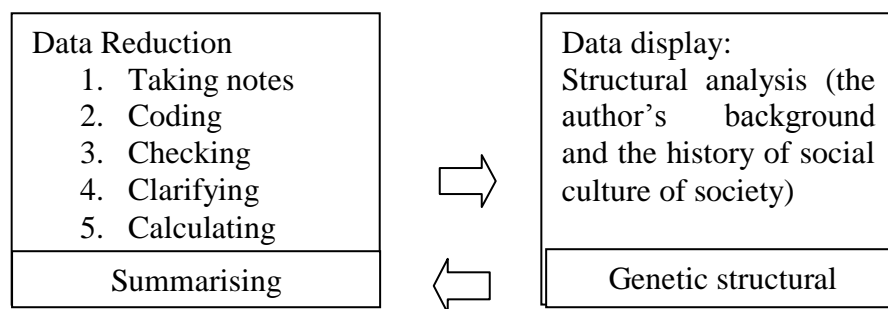 Data Reduction
1. Taking notes
2. Coding
3. Checking
4. Clarifying
5. Calculating
Summarising
Data display:
Structural analysis (the
author's background
and the history of social
culture of society)
Genetic structural